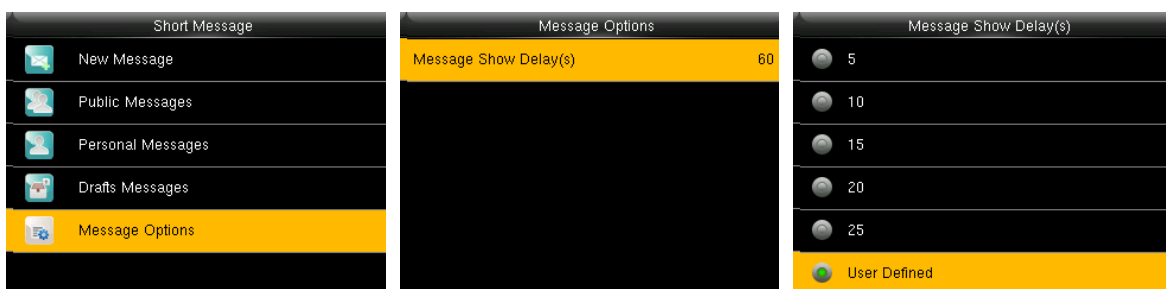 Short Message
New Message
Public Messages
Personal Messages
Drafts Messages
Message Options
Message Options
Message Show Delay(s) 60
Message Show Delay(s)
5
10
15
20
25
User Defined